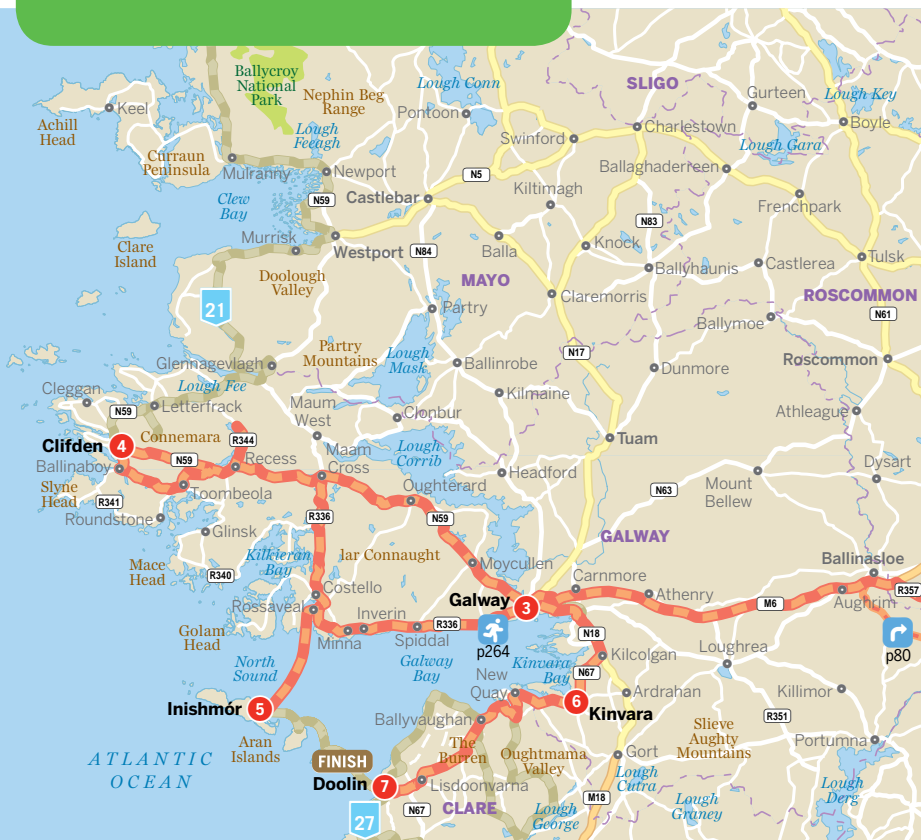 Ballycroy
National
Park
Nephin Beg
Range
Lough Conn
SLIGO
Gurteen
Lough Key
Keel
Pontoon
Achill
Head
Lough
Feeagh
Swinford
Charlestown
Boyle
Lough Gara
Curraun
Peninsula
Mulranny
Newport
N5
Ballaghaderreen
Kiltimagh
Clew
Bay
N59
Castlebar
Frenchpark
N83
Murrisk
Westport
N84
Balla
Knock
Clare
Island
Tulsk
Doolough
Valley
MAYO
Ballyhaunis
Castlerea
21
Partry
Claremorris
ROSCOMMON
N61
Ballymoe
Partry
Mountains
Lough
Mask
N17
Glennagevlagh
Ballinrobe
Dunmore
Roscommon
Cleggan
Lough Fee
Kilmaine
N59
Letterfrack
Maum
West
Clonbur
Athleague
Clifden
4
Connemara
R344
Tuam
Ballinaboy
N59
Recess
Maam
Cross
Lough
Corrib
Dysart
Slyne
Head
R341
Toombeola
Oughterard
Headford
N63
Mount
Bellew
Roundstone
R336
N59
Glinsk
GALWAY
Mace
Head
Kilkieran
Bay
Iar Connaught
Moycullen
Ballinasloe
R340
Costello
Carnmore
R357
Rossaveal
Galway
3
Athenry
M6
Aughrim
Golam
Head
Minna
Inverin
Spiddal
R336
p264
N18
p80
North
Sound
Galway
Bay
Kinvara
Bay
Kilcolgan
Loughrea
N67
New
Quay
Ardrahan
Killimor
Inishmór
5
6
Kinvara
R351
Ballyvaughan
Slieve
Aughty
Mountains
Aran
Islands
The
Burren
Oughtmama
Valley
Gort
Portumna
ATLANTIC
OCEAN
FINISH
Doolin
7
Lisdoonvarna
Lough
Cutra
Lough
Derg
N67
CLARE
M18
Lough
George
Lough
Graney
27